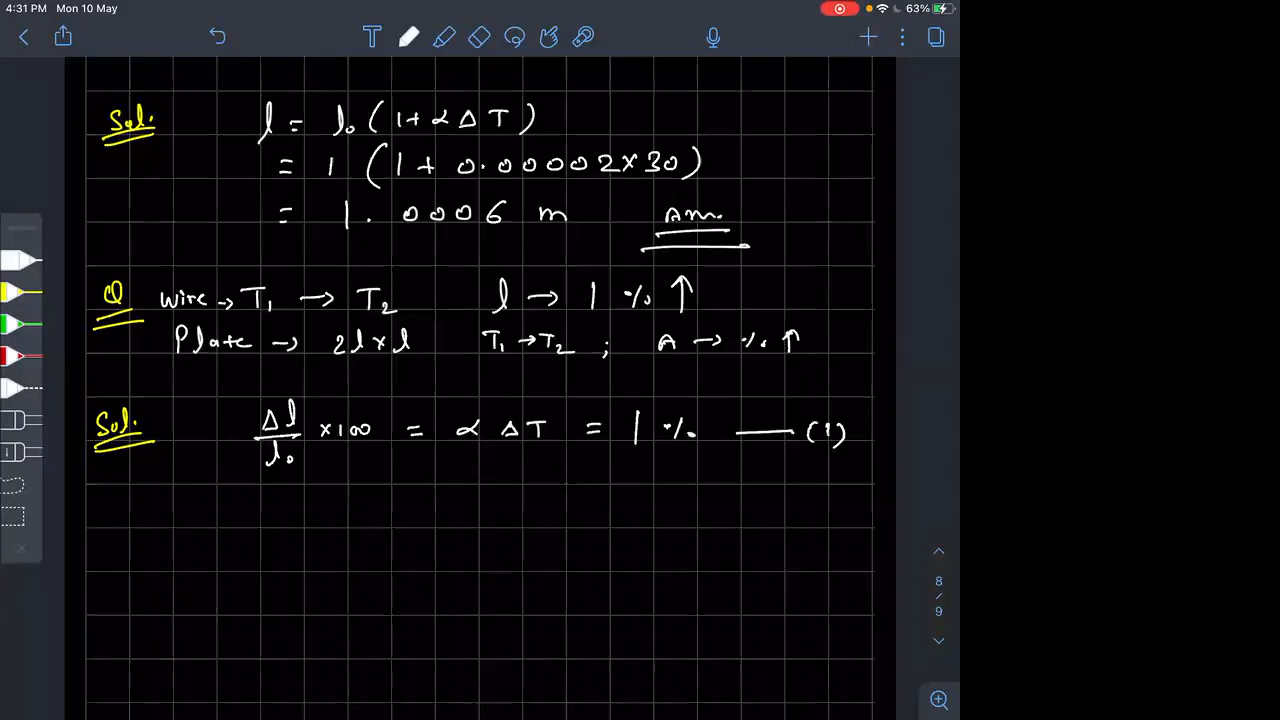 4:31 PM Mon 10 May
63%
Sol. l = l₀ (1 + α Δ T)
= 1 (1 + 0.00002 × 30)
= 1.0006 m Ans.
Q Wire → T₁ → T₂ l → 1 % ↑
Plate → 2l × l T₁ → T₂ ; A → % ↑
Sol. Δl/l₀ × 100 = α Δ T = 1 % —— (1)
8
/
9